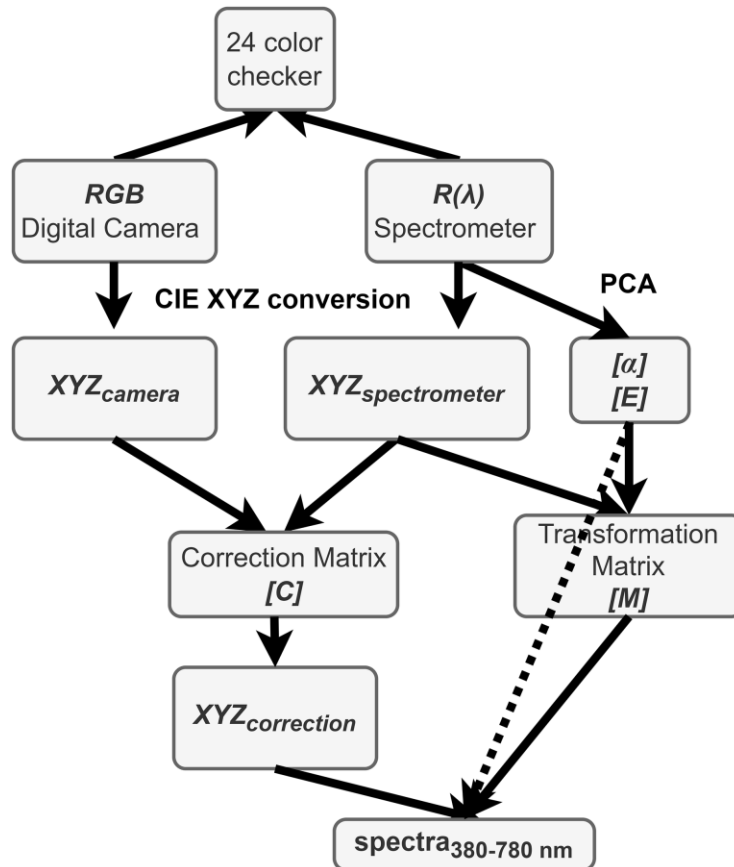 24 color
checker
RGB
Digital Camera
R(λ)
Spectrometer
CIE XYZ conversion
PCA
XYZcamera
XYZspectrometer
[α]
[E]
Correction Matrix
[C]
Transformation
Matrix
[M]
XYZcorrection
spectra380-780 nm